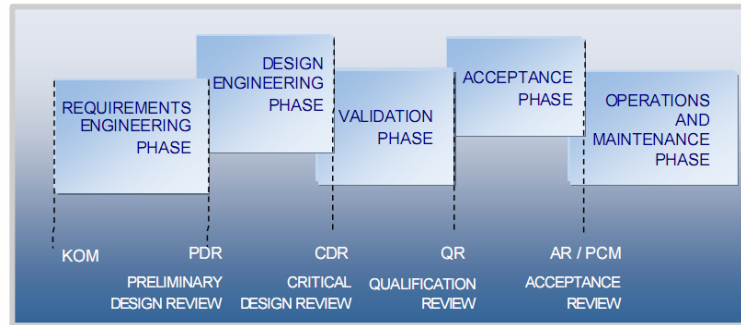 REQUIREMENTS
ENGINEERING
PHASE
DESIGN
ENGINEERING
PHASE
VALIDATION
PHASE
ACCEPTANCE
PHASE
OPERATIONS
AND
MAINTENANCE
PHASE
KOM
PDR
PRELIMINARY
DESIGN REVIEW
CDR
CRITICAL
DESIGN REVIEW
QR
QUALIFICATION
REVIEW
AR / PCM
ACCEPTANCE
REVIEW